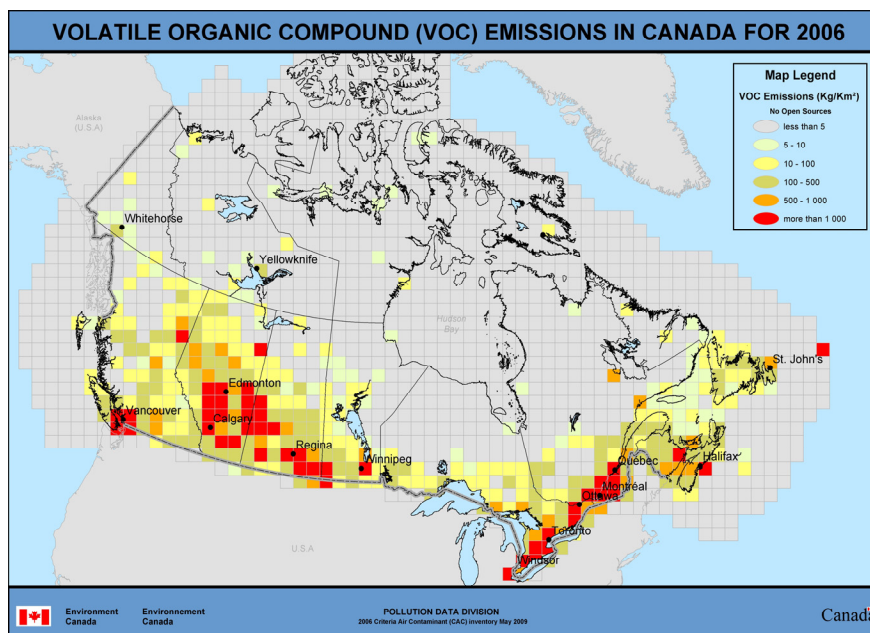 VOLATILE ORGANIC COMPOUND (VOC) EMISSIONS IN CANADA FOR 2006
Map Legend
VOC Emissions (Kg/Km²)
No Open Sources
less than 5
5 - 10
10 - 100
100 - 500
500 - 1 000
more than 1 000
Alaska
(U.S.A)
Whitehorse
Yellowknife
Hudson
Bay
St. John's
Edmonton
Vancouver
Calgary
Regina
Winnipeg
Québec
Halifax
Montréal
Ottawa
Toronto
Windsor
U.S.A
Environment
Canada
Environnement
Canada
POLLUTION DATA DIVISION
2006 Criteria Air Contaminant (CAC) inventory May 2009
Canada